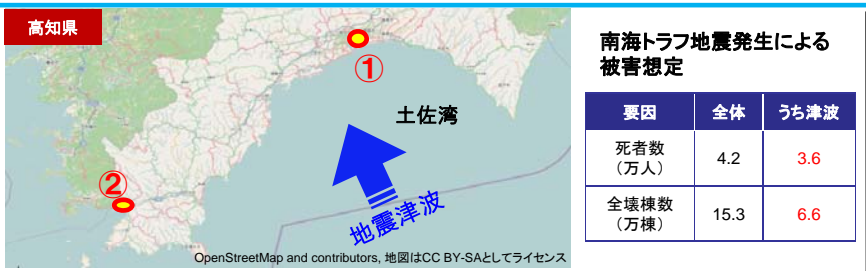 高知県
①
土佐湾
②
地震津波
OpenStreetMap and contributors, 地図はCC BY-SAとしてライセンス
南海トラフ地震発生による
被害想定
要因 全体 うち津波
死者数
（万人） 4.2 3.6
全壊棟数
（万棟） 15.3 6.6